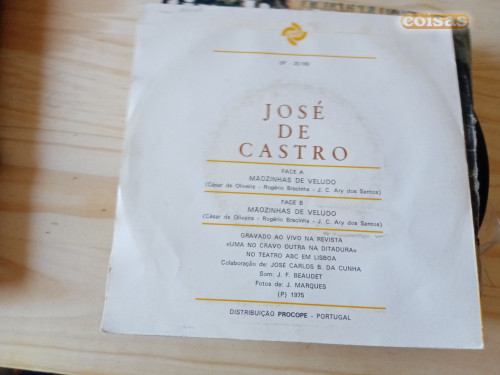 coisas
JOSÉ
DE
CASTRO
FACE A
MÃOZINHAS DE VELUDO
(César de Oliveira - Rogério Bracinha - J. C. Ary dos Santos)
FACE B
MÃOZINHAS DE VELUDO
(César de Oliveira - Rogério Bracinha - J. C. Ary dos Santos)
GRAVADO AO VIVO NA REVISTA
«UMA NO CRAVO OUTRA NA DITADURA»
NO TEATRO ABC EM LISBOA
Colaboração de: JOSÉ CARLOS B. DA CUNHA
Som: J. F. BEAUDET
Fotos de: J. MARQUES
(P) 1975
DISTRIBUIÇÃO PROCOPE - PORTUGAL